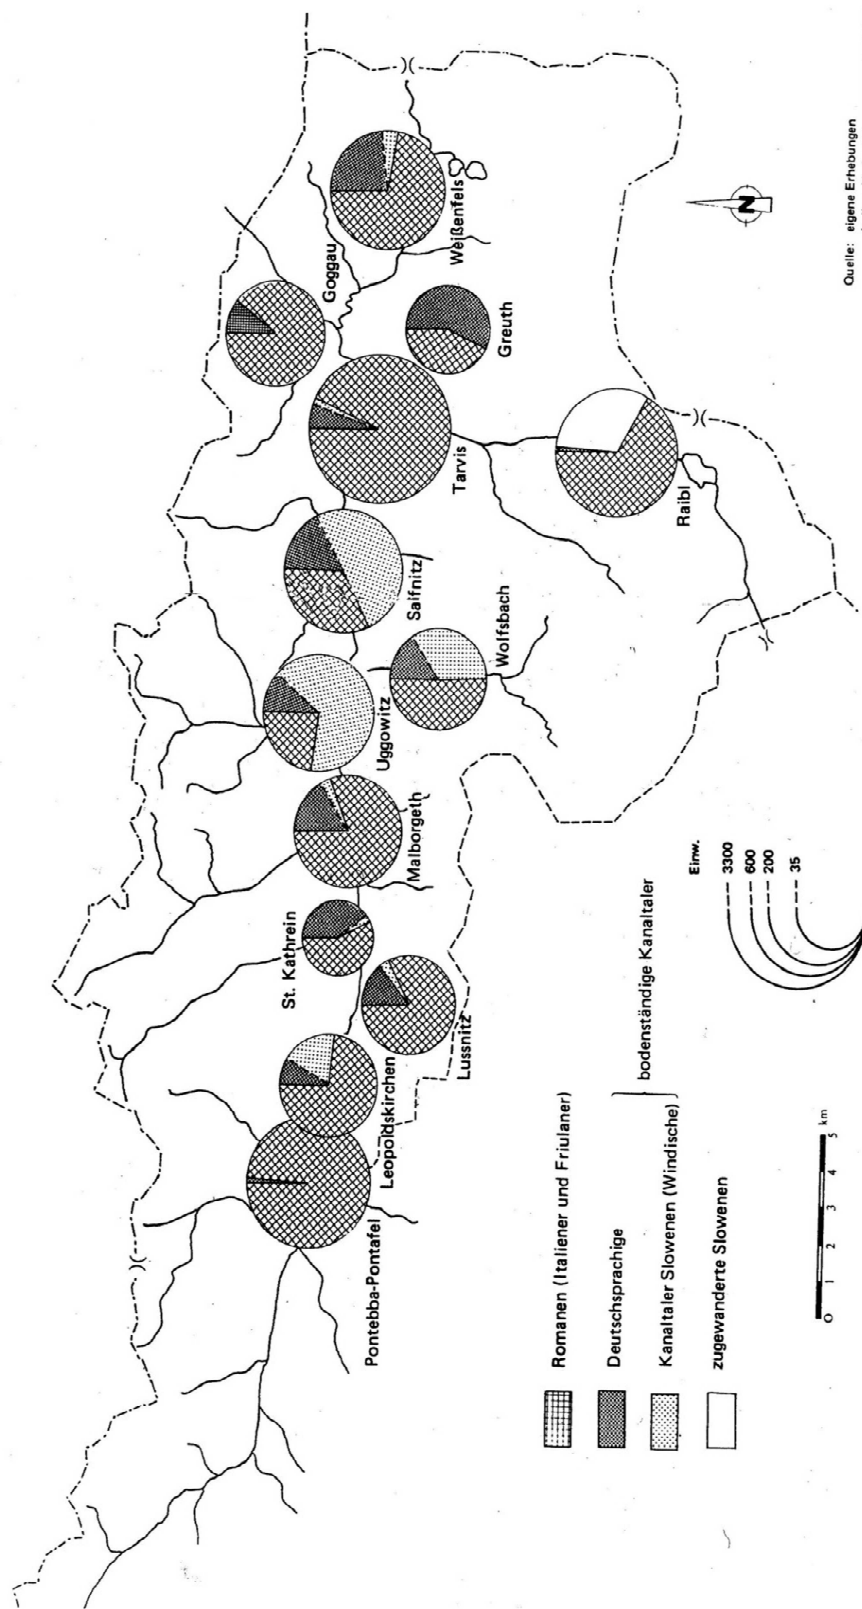 Pontebba-Pontafel
Leopoldskirchen
Lussnitz
St. Kathrein
Malborgeth
Uggowitz
Wolfsbach
Saifnitz
Tarvis
Raibl
Greuth
Goggau
Weißenfels
N
Romanen (Italiener und Friulaner)
Deutschsprachige
Kanaltaler Slowenen (Windische)
bodenständige Kanaltaler
zugewanderte Slowenen
Einw.
3300
600
200
35
0 1 2 3 4 5 km
Quelle: eigene Erhebungen